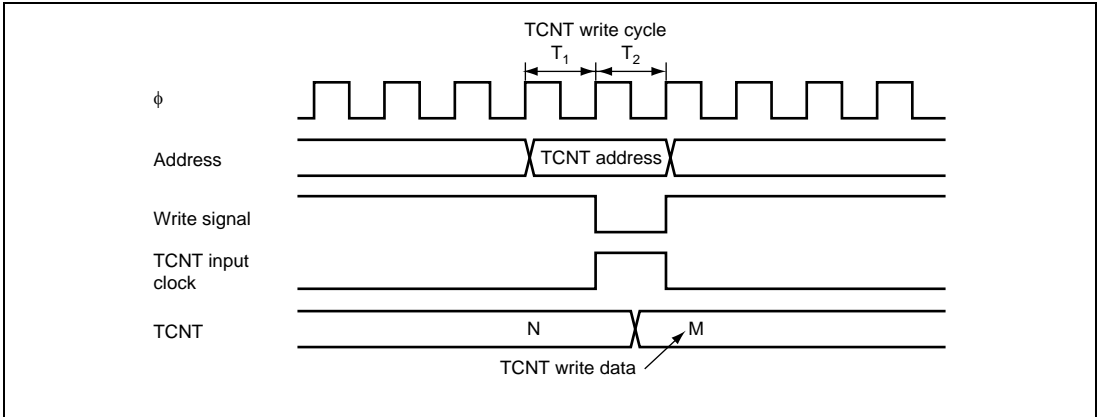 TCNT write cycle
T1 T2
ϕ
Address
TCNT address
Write signal
TCNT input
clock
TCNT
N
M
TCNT write data